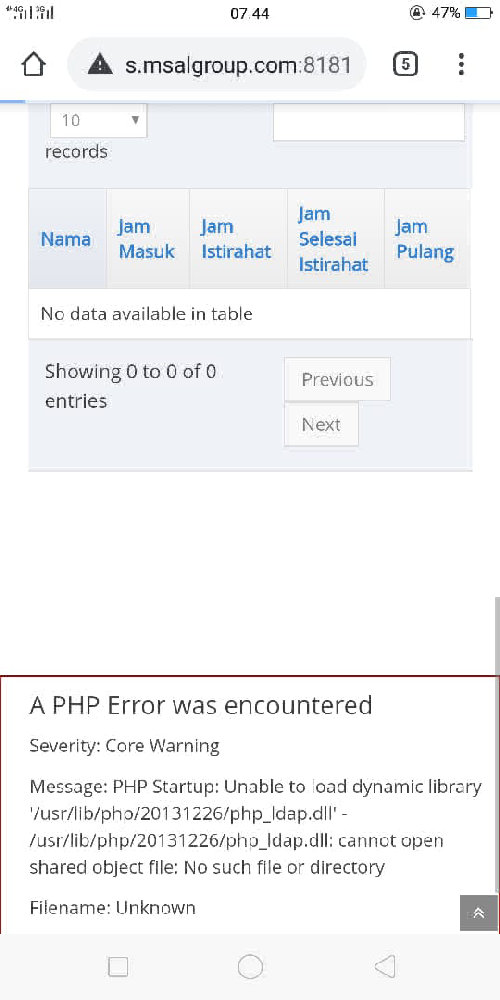 4G 3G 07.44 47%
s.msalgroup.com:8181 5
10
records
Nama
Jam Masuk
Jam Istirahat
Jam Selesai Istirahat
Jam Pulang
No data available in table
Showing 0 to 0 of 0
entries
Previous
Next
A PHP Error was encountered
Severity: Core Warning
Message: PHP Startup: Unable to load dynamic library
'/usr/lib/php/20131226/php_ldap.dll' -
/usr/lib/php/20131226/php_ldap.dll: cannot open
shared object file: No such file or directory
Filename: Unknown